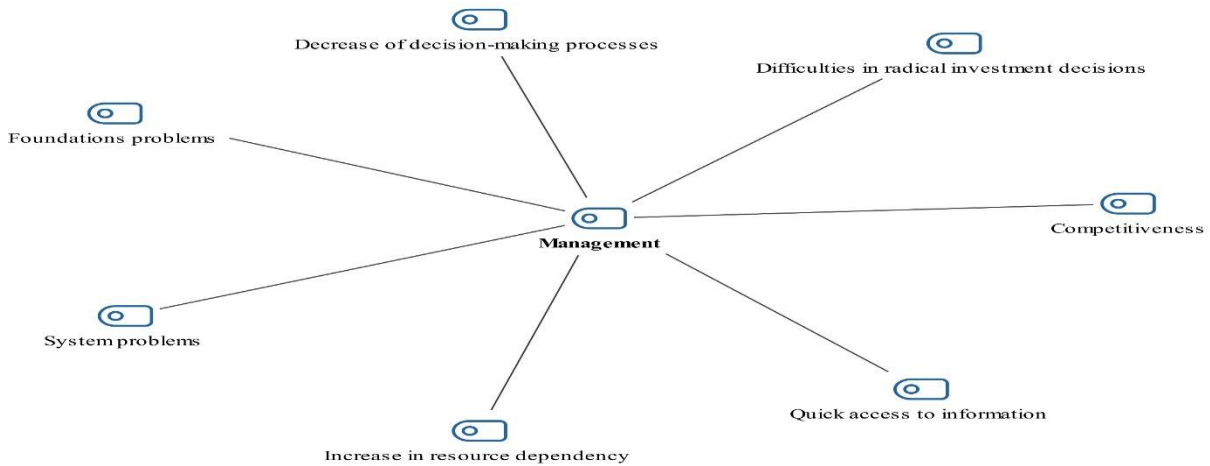 Decrease of decision-making processes
Difficulties in radical investment decisions
Foundations problems
Competitiveness
Management
System problems
Quick access to information
Increase in resource dependency